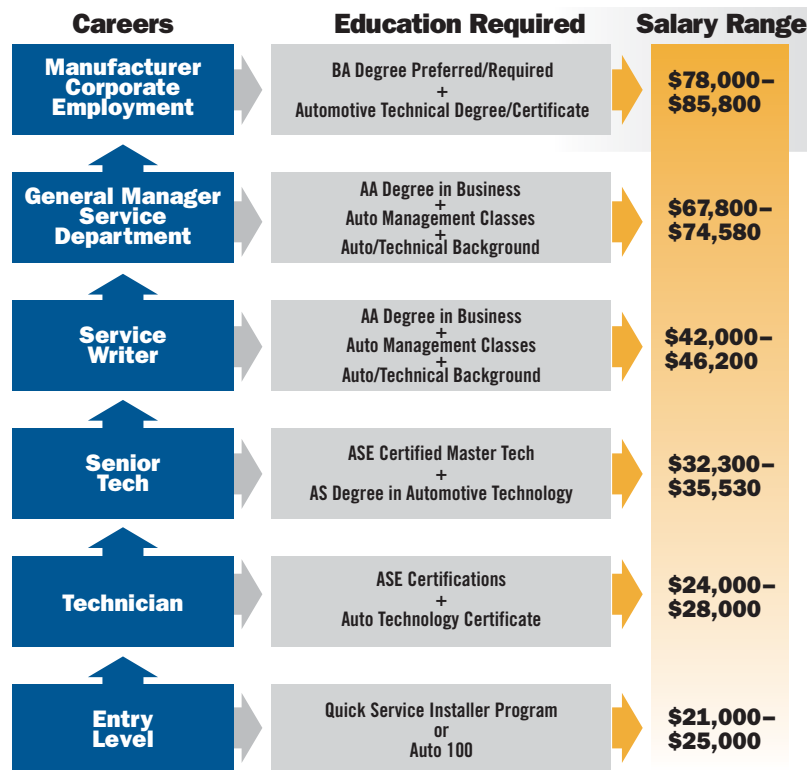 Careers
Education Required
Salary Range
Manufacturer
Corporate
Employment
BA Degree Preferred/Required
+
Automotive Technical Degree/Certificate
$78,000–
$85,800
General Manager
Service
Department
AA Degree in Business
+
Auto Management Classes
+
Auto/Technical Background
$67,800–
$74,580
Service
Writer
AA Degree in Business
+
Auto Management Classes
+
Auto/Technical Background
$42,000–
$46,200
Senior
Tech
ASE Certified Master Tech
+
AS Degree in Automotive Technology
$32,300–
$35,530
Technician
ASE Certifications
+
Auto Technology Certificate
$24,000–
$28,000
Entry
Level
Quick Service Installer Program
or
Auto 100
$21,000–
$25,000